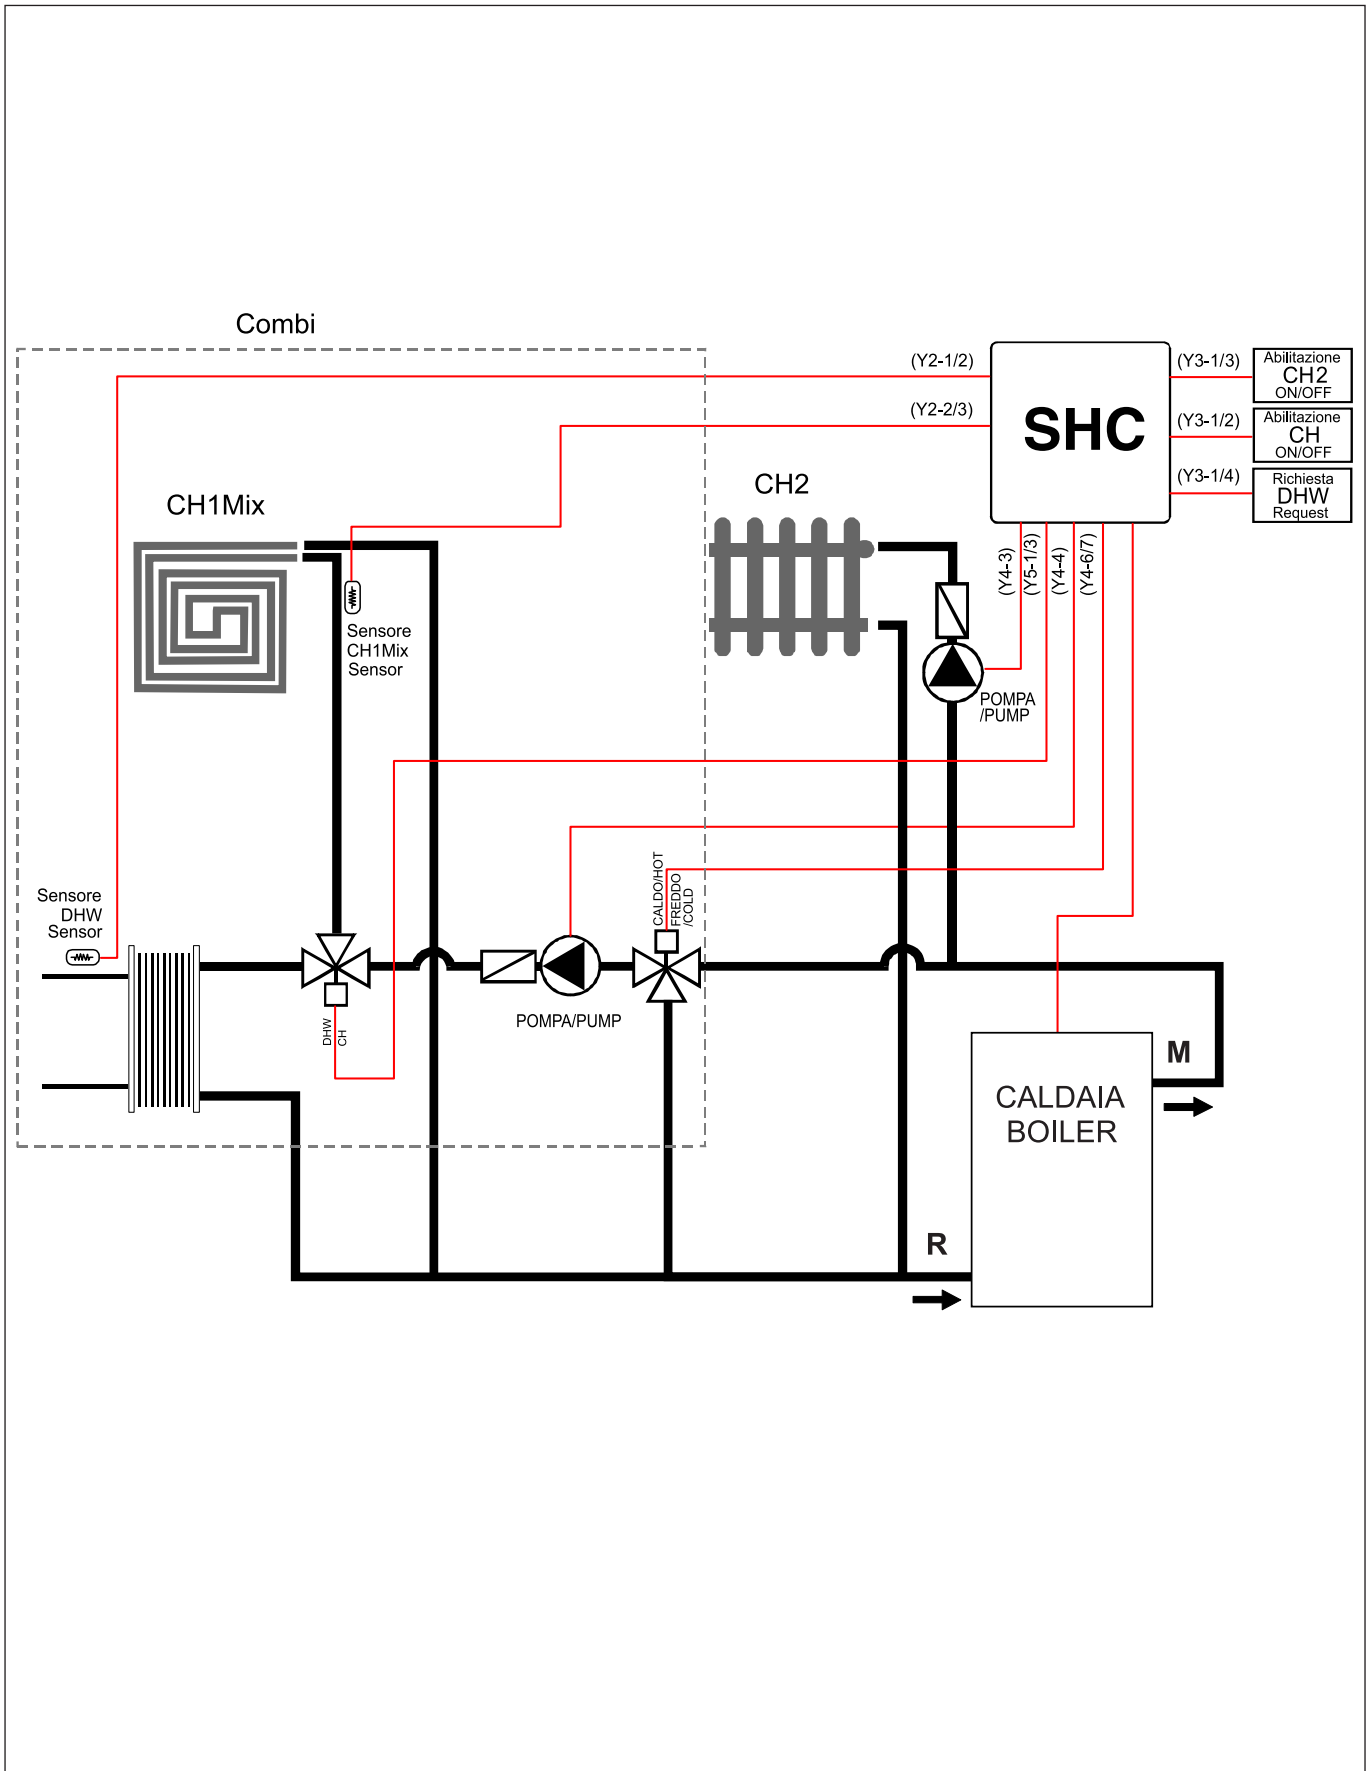 Combi
(Y2-1/2)
(Y2-2/3)
SHC
(Y3-1/3)
(Y3-1/2)
(Y3-1/4)
Abilitazione
CH2
ON/OFF
Abilitazione
CH
ON/OFF
Richiesta
DHW
Request
CH1Mix
CH2
(Y4-3)
(Y5-1/3)
(Y4-4)
(Y4-6/7)
Sensore
CH1Mix
Sensor
POMPA
/PUMP
Sensore
DHW
Sensor
CALDO/HOT
FREDDO
/COLD
DHW
CH
POMPA/PUMP
M
CALDAIA
BOILER
R